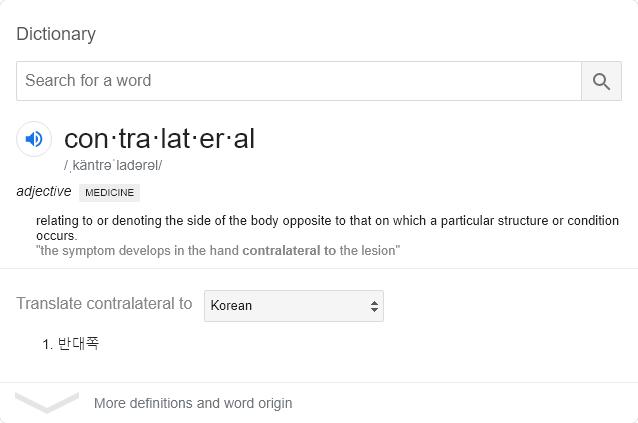 Dictionary
Search for a word
con·tra·lat·er·al
/ˌkäntrəˈladərəl/
adjective MEDICINE
relating to or denoting the side of the body opposite to that on which a particular structure or condition
occurs.
"the symptom develops in the hand contralateral to the lesion"
Translate contralateral to Korean
1. 반대쪽
More definitions and word origin